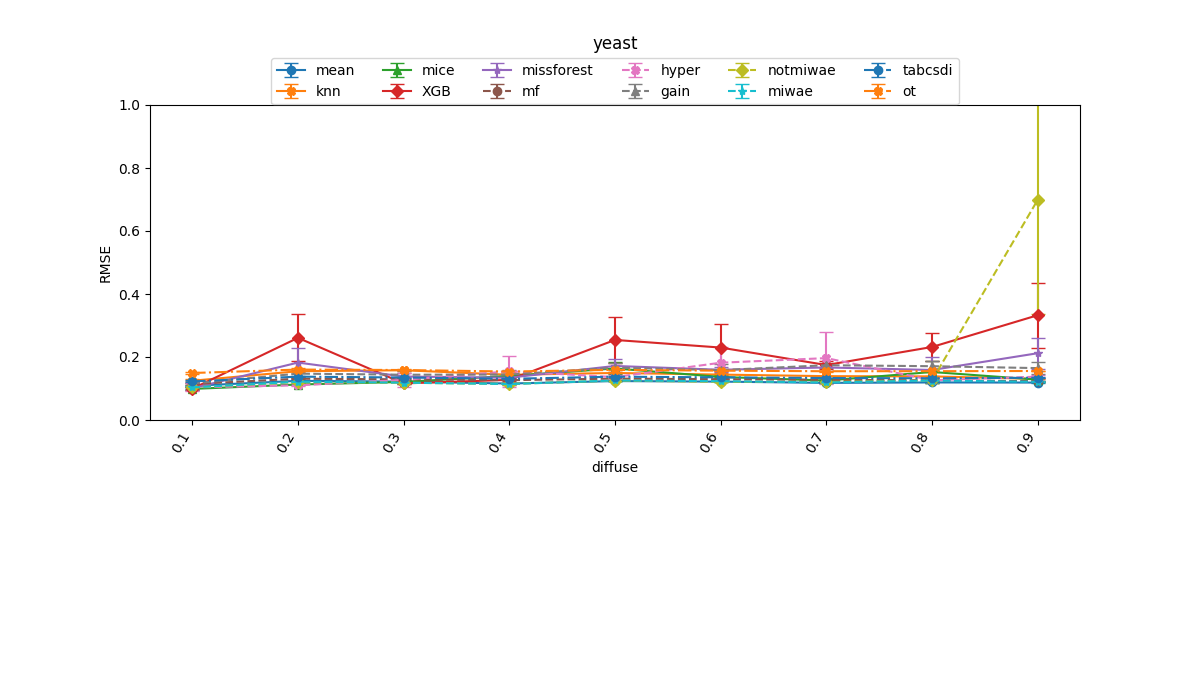 yeast
mean mice missforest hyper notmiwae tabcsdi
knn XGB mf gain miwae ot
1.0
0.8
0.6
0.4
0.2
0.0
RMSE
0.1 0.2 0.3 0.4 0.5 0.6 0.7 0.8 0.9
diffuse